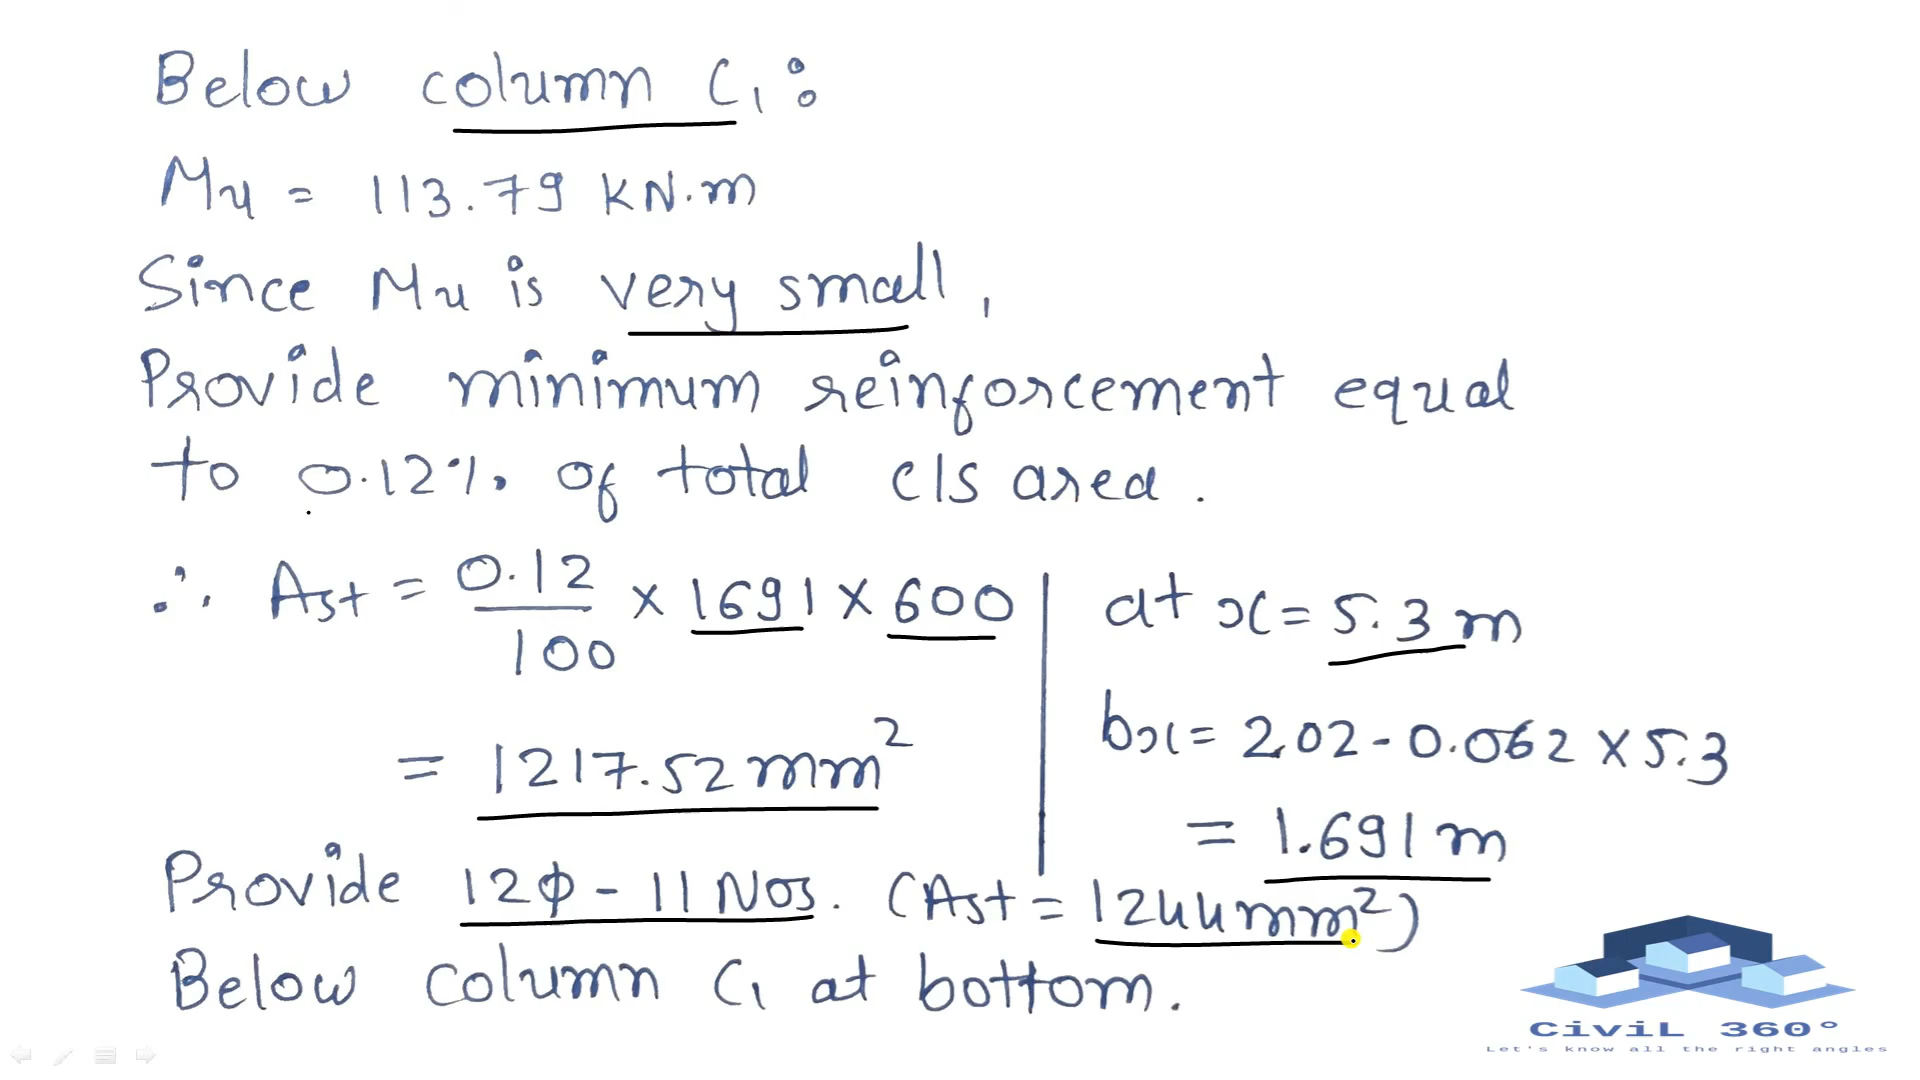 Below column C1 :
Mu = 113.79 KN.m
Since Mu is very small,
Provide minimum reinforcement equal
to 0.12% of total c/s area.
∴ Ast = 0.12/100 × 1691 × 600
= 1217.52 mm²
at x = 5.3 m
bx = 2.02 - 0.062 × 5.3
= 1.691 m
Provide 12ϕ - 11 Nos. (Ast = 1244 mm²)
Below column C1 at bottom.
CiviL 360°
Let's know all the right angles